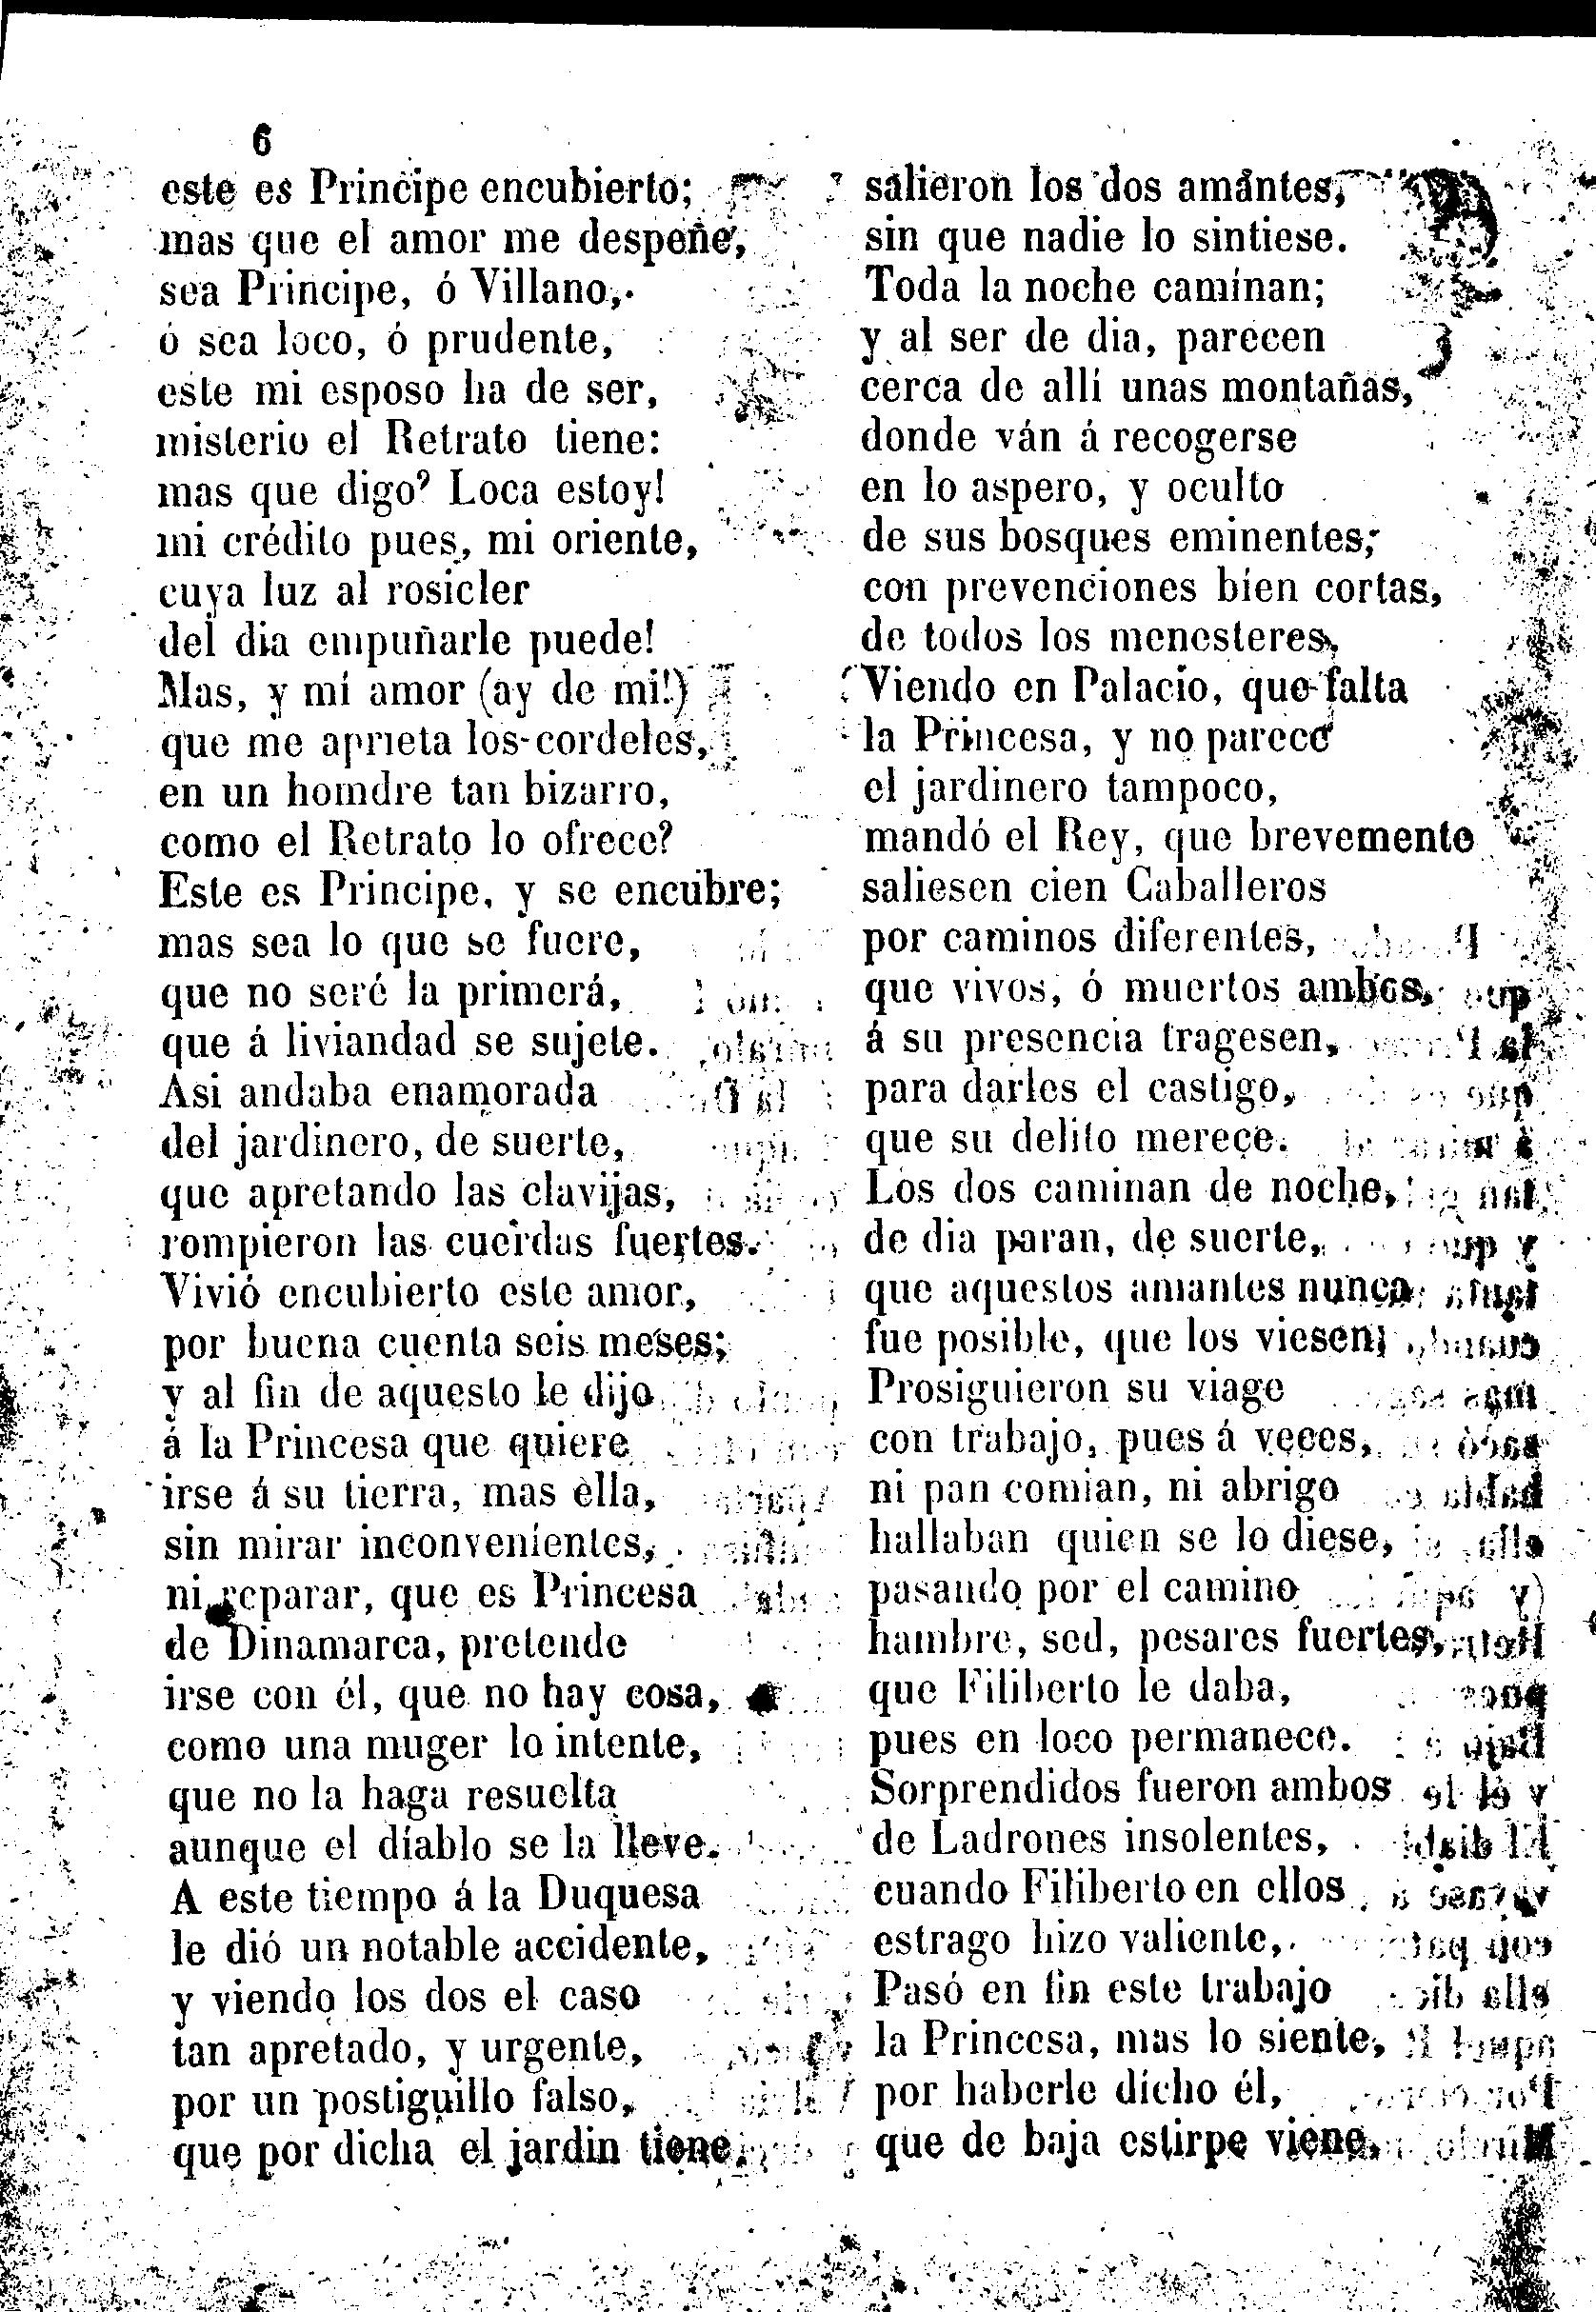 6
este es Principe encubierto;
mas que el amor me despeñe,
sea Principe, ó Villano,
ó sea loco, ó prudente,
este mi esposo ha de ser,
misterio el Retrato tiene:
mas que digo? Loca estoy!
mi crédito pues, mi oriente,
cuya luz al rosicler
del dia empuñarle puede!
Mas, y mí amor (ay de mi!)
que me aprieta los cordeles,
en un homdre tan bizarro,
como el Retrato lo ofrece?
Este es Principe, y se encubre;
mas sea lo que se fuere,
que no seré la primerá,
que á liviandad se sujete.
Asi andaba enamorada
del jardinero, de suerte,
que apretando las clavijas,
rompieron las cuerdas fuertes.
Vivió encubierto este amor,
por buena cuenta seis meses;
y al fin de aquesto le dijo
á la Princesa que quiere
irse á su tierra, mas ella,
sin mirar inconveníentes,
ni reparar, que es Princesa
de Dinamarca, pretende
irse con él, que no hay cosa,
como una muger lo intente,
que no la haga resuelta
aunque el díablo se la lleve.
A este tiempo á la Duquesa
le dió un notable accidente,
y viendo los dos el caso
tan apretado, y urgente,
por un postiguillo falso,
que por dicha el jardin tiene,
salieron los dos amántes,
sin que nadie lo sintiese.
Toda la noche camínan;
y al ser de dia, parecen
cerca de allí unas montañas,
donde ván á recogerse
en lo aspero, y oculto
de sus bosques eminentes;
con prevenciones bien cortas,
de todos los menesteres,
Viendo en Palacio, que falta
la Princesa, y no parece
el jardinero tampoco,
mandó el Rey, que brevemente
saliesen cien Caballeros
por caminos diferentes,
que vivos, ó muertos ambos,
á su presencia tragesen,
para darles el castigo,
que su delito merece.
Los dos caminan de noche,
de dia paran, de suerte,
que aquestos amantes nunca
fue posible, que los viesen;
Prosiguieron su viage
con trabajo, pues á veces,
ni pan comian, ni abrigo
hallaban quien se lo diese,
pasando por el camino
hambre, sed, pesares fuertes,
que Filiberto le daba,
pues en loco permanece.
Sorprendidos fueron ambos
de Ladrones insolentes,
cuando Filiberto en ellos
estrago hizo valiente,
Pasó en fin este trabajo
la Princesa, mas lo siente,
por haberle dicho él,
que de baja estirpe viene,